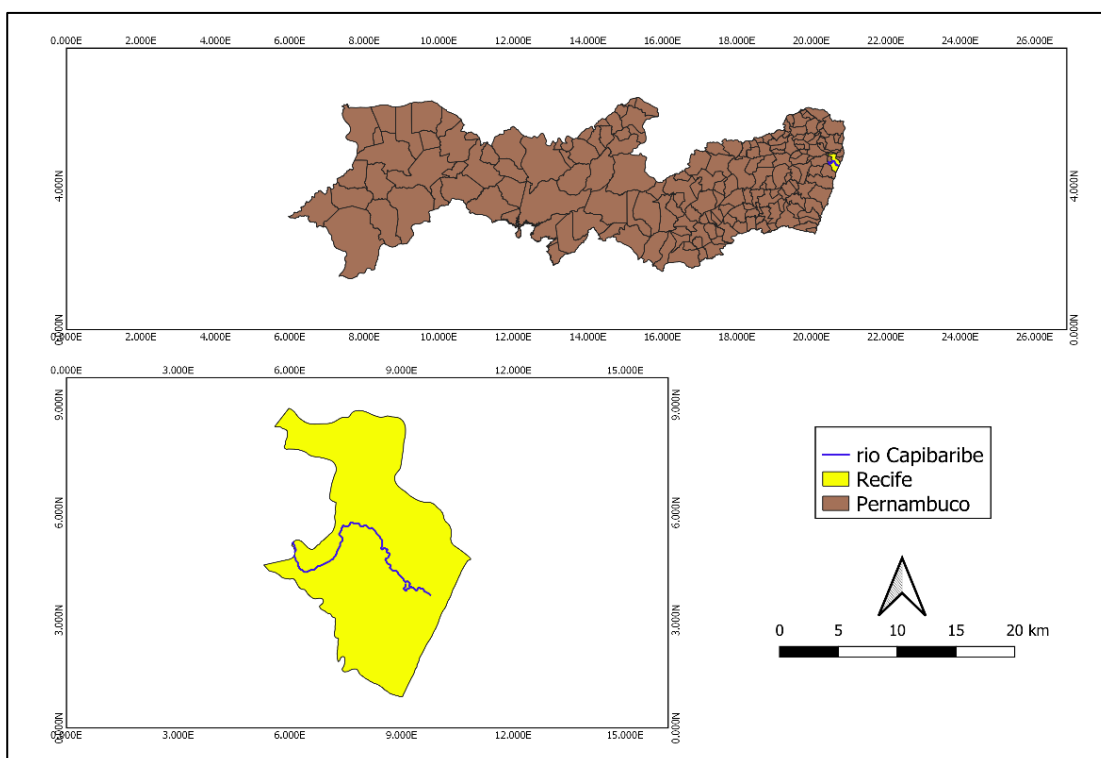 0.000E 2.000E 4.000E 6.000E 8.000E 10.000E 12.000E 14.000E 16.000E 18.000E 20.000E 22.000E 24.000E 26.000E
4.000N 4.000N
0.000N 0.000N
0.000E 2.000E 4.000E 6.000E 8.000E 10.000E 12.000E 14.000E 16.000E 18.000E 20.000E 22.000E 24.000E 26.000E
0.000E 3.000E 6.000E 9.000E 12.000E 15.000E
9.000N 9.000N
6.000N 6.000N
3.000N 3.000N
0.000N 0.000N
0.000E 3.000E 6.000E 9.000E 12.000E 15.000E
rio Capibaribe
Recife
Pernambuco
0 5 10 15 20 km